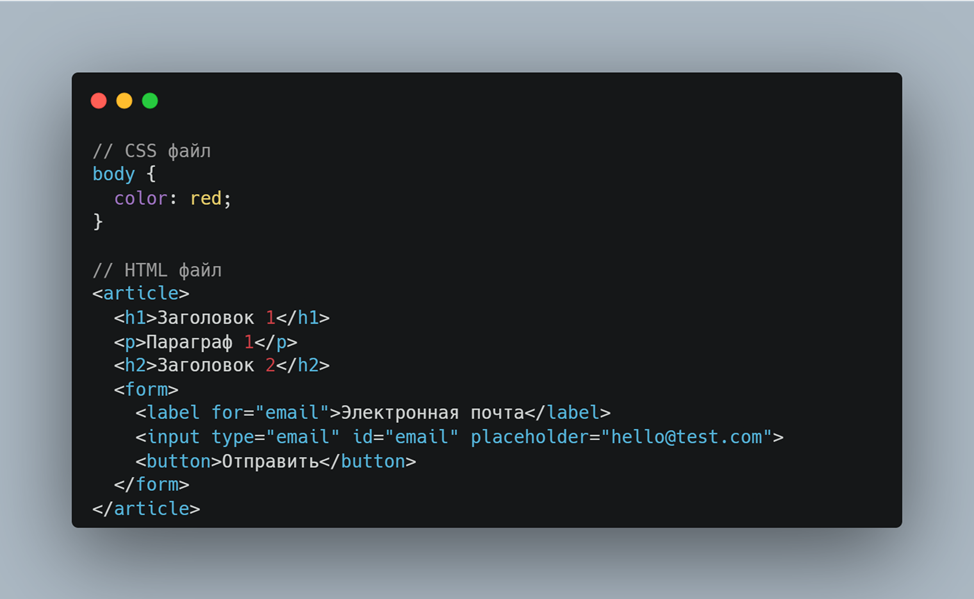 // CSS файл
body {
  color: red;
}

// HTML файл
<article>
  <h1>Заголовок 1</h1>
  <p>Параграф 1</p>
  <h2>Заголовок 2</h2>
  <form>
    <label for="email">Электронная почта</label>
    <input type="email" id="email" placeholder="hello@test.com">
    <button>Отправить</button>
  </form>
</article>